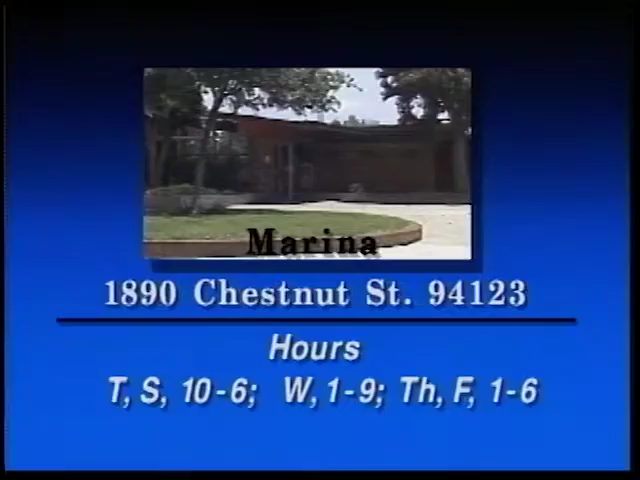 Marina
1890 Chestnut St. 94123
Hours
T, S, 10-6; W, 1-9; Th, F, 1-6